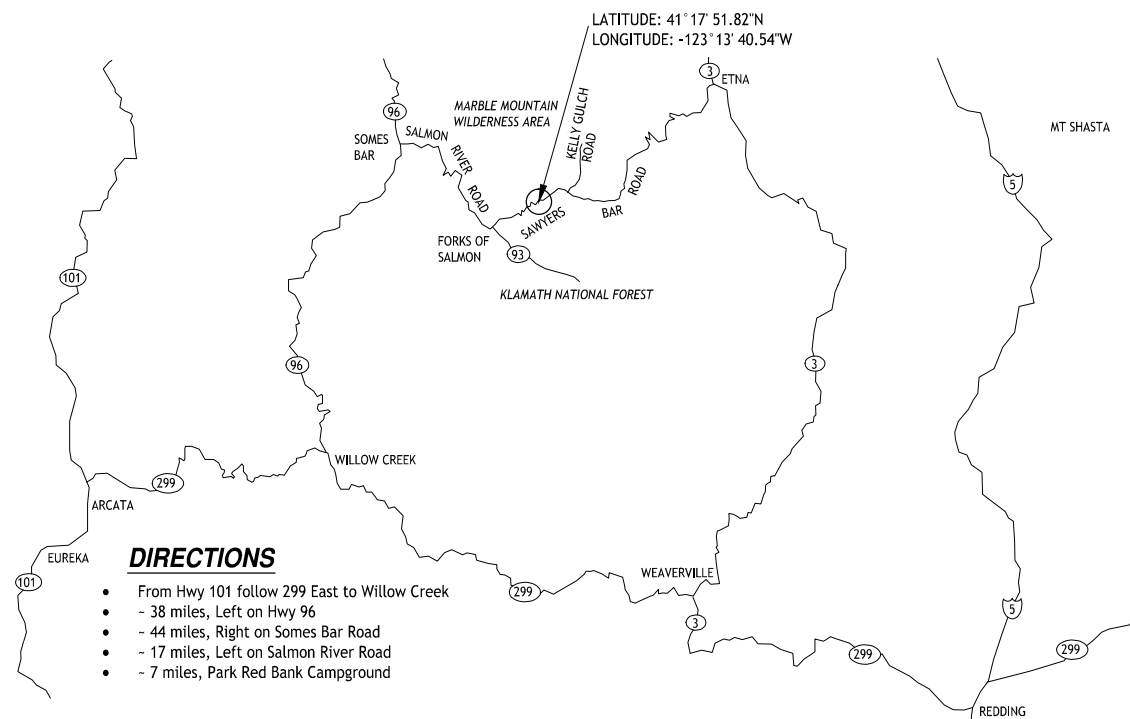 LATITUDE: 41° 17' 51.82"N
LONGITUDE: -123° 13' 40.54"W
3
ETNA
96
SALMON
RIVER
ROAD
MARBLE MOUNTAIN
WILDERNESS AREA
KELLY GULCH
ROAD
MT SHASTA
SOMES
BAR
5
SAWYERS
BAR
ROAD
FORKS OF
SALMON
93
101
KLAMATH NATIONAL FOREST
96
3
WILLOW CREEK
299
ARCATA
EUREKA
101
DIRECTIONS
• From Hwy 101 follow 299 East to Willow Creek
• ~ 38 miles, Left on Hwy 96
• ~ 44 miles, Right on Somes Bar Road
• ~ 17 miles, Left on Salmon River Road
• ~ 7 miles, Park Red Bank Campground
299
WEAVERVILLE
3
5
299
299
REDDING